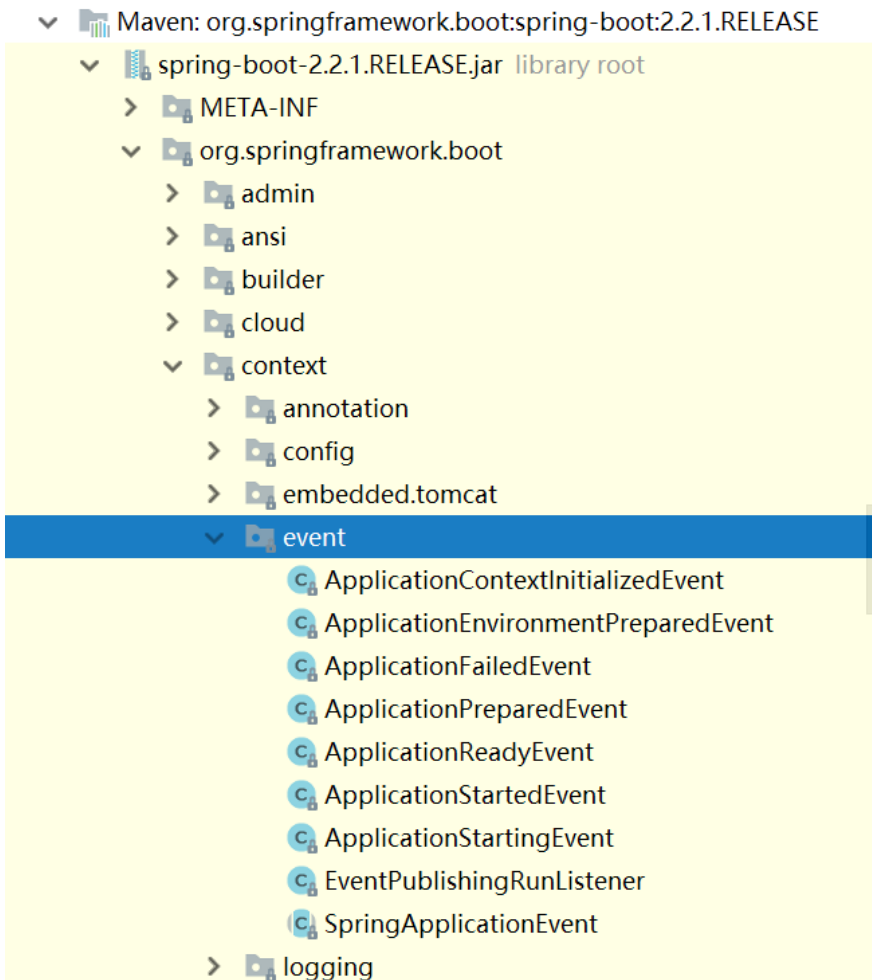 Maven: org.springframework.boot:spring-boot:2.2.1.RELEASE
spring-boot-2.2.1.RELEASE.jar library root
META-INF
org.springframework.boot
admin
ansi
builder
cloud
context
annotation
config
embedded.tomcat
event
C ApplicationContextInitializedEvent
C ApplicationEnvironmentPreparedEvent
C ApplicationFailedEvent
C ApplicationPreparedEvent
C ApplicationReadyEvent
C ApplicationStartedEvent
C ApplicationStartingEvent
C EventPublishingRunListener
C SpringApplicationEvent
logging